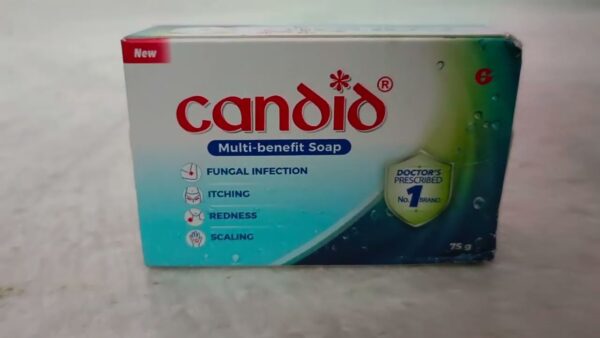 New
candid®
Multi-benefit Soap
FUNGAL INFECTION
ITCHING
REDNESS
SCALING
DOCTOR'S
PRESCRIBED
No.1 BRAND
75 g